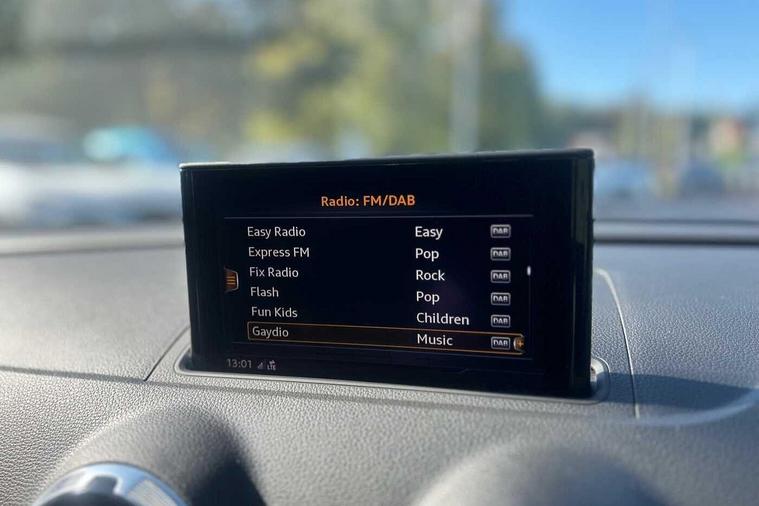 Radio: FM/DAB
Easy Radio Easy DAB
Express FM Pop DAB
Fix Radio Rock DAB
Flash Pop DAB
Fun Kids Children DAB
Gaydio Music DAB
13:01 LTE